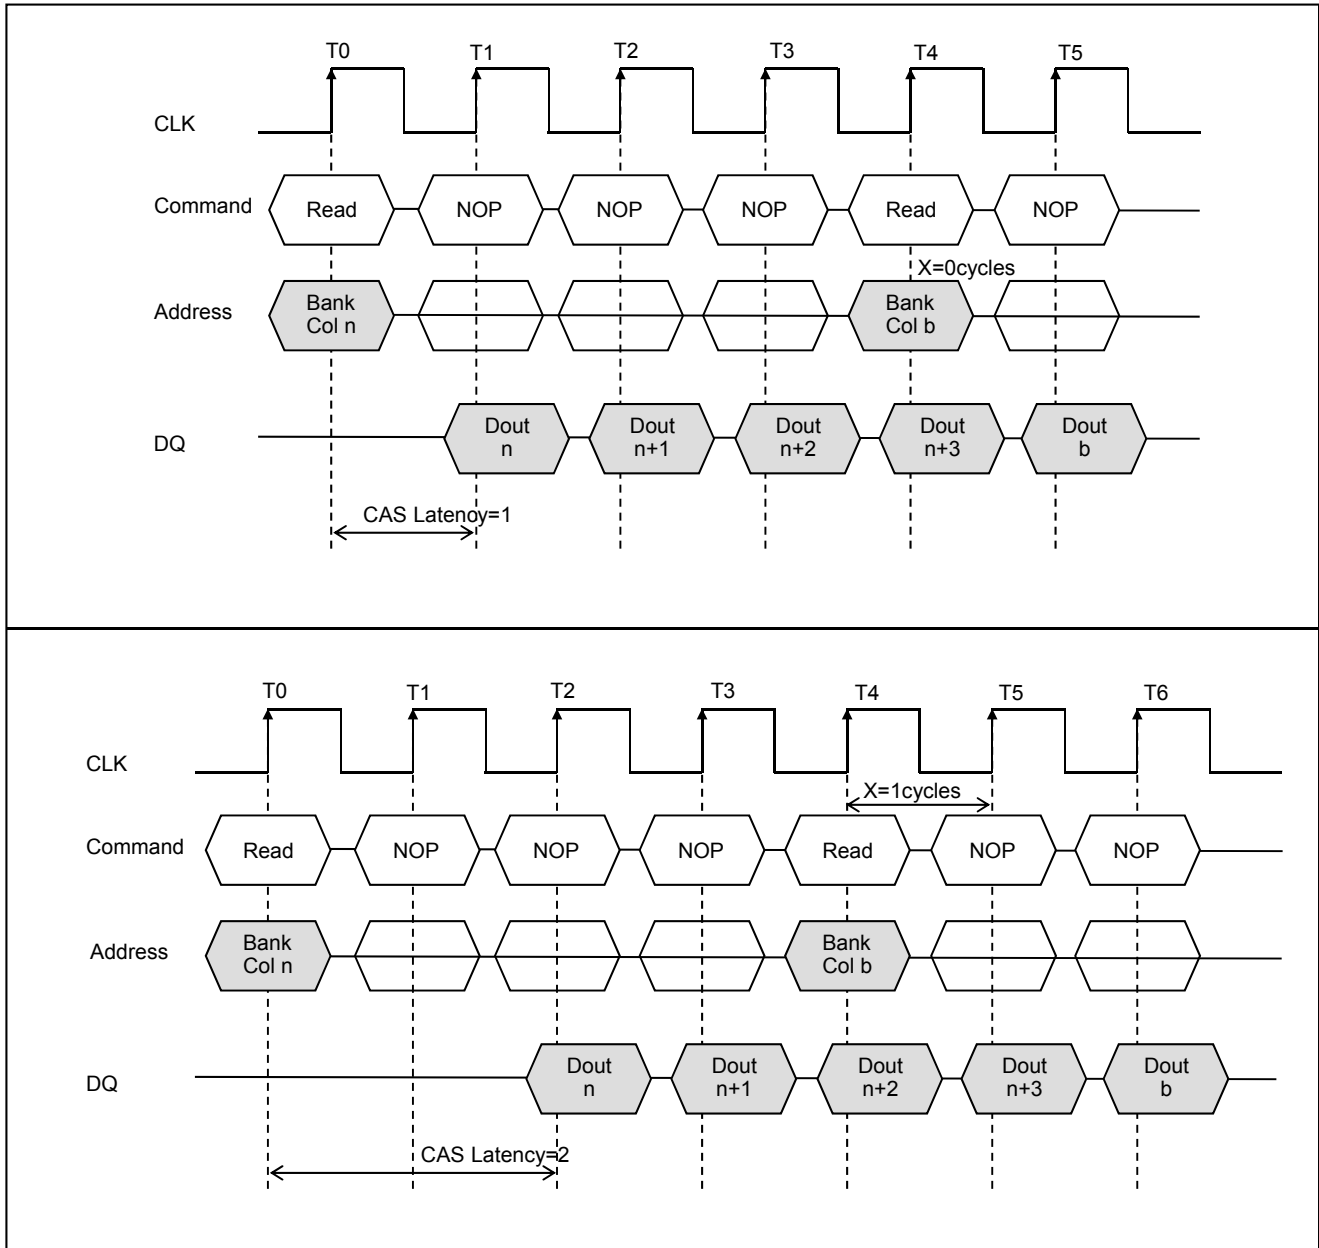 T0 T1 T2 T3 T4 T5
CLK
Command Read NOP NOP NOP Read NOP
X=0cycles
Address Bank Col n Bank Col b
DQ Dout n Dout n+1 Dout n+2 Dout n+3 Dout b
CAS Latency=1
T0 T1 T2 T3 T4 T5 T6
CLK
X=1cycles
Command Read NOP NOP NOP Read NOP NOP
Address Bank Col n Bank Col b
DQ Dout n Dout n+1 Dout n+2 Dout n+3 Dout b
CAS Latency=2